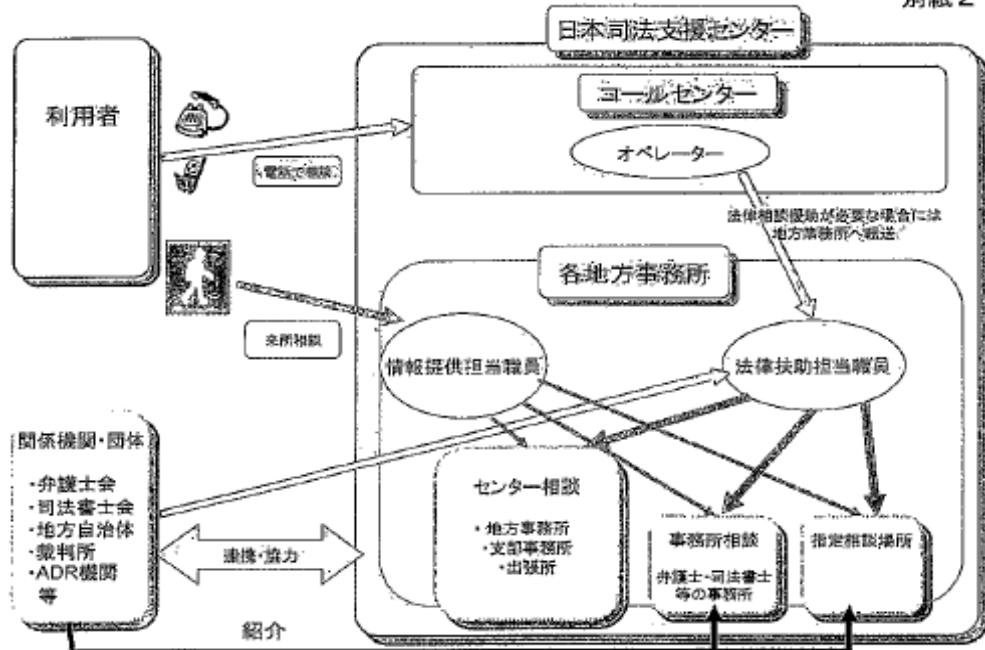 別紙2
日本司法支援センター
コールセンター
利用者
オペレーター
電話で相談
法律相談援助が必要な場合には
地方事務所へ転送
各地方事務所
来所相談
情報提供担当職員
法律扶助担当職員
関係機関・団体
・弁護士会
・司法書士会
・地方自治体
・裁判所
・ADR機関
等
センター相談
・地方事務所
・支部事務所
・出張所
事務所相談
弁護士・司法書士
等の事務所
指定相談場所
連携・協力
紹介